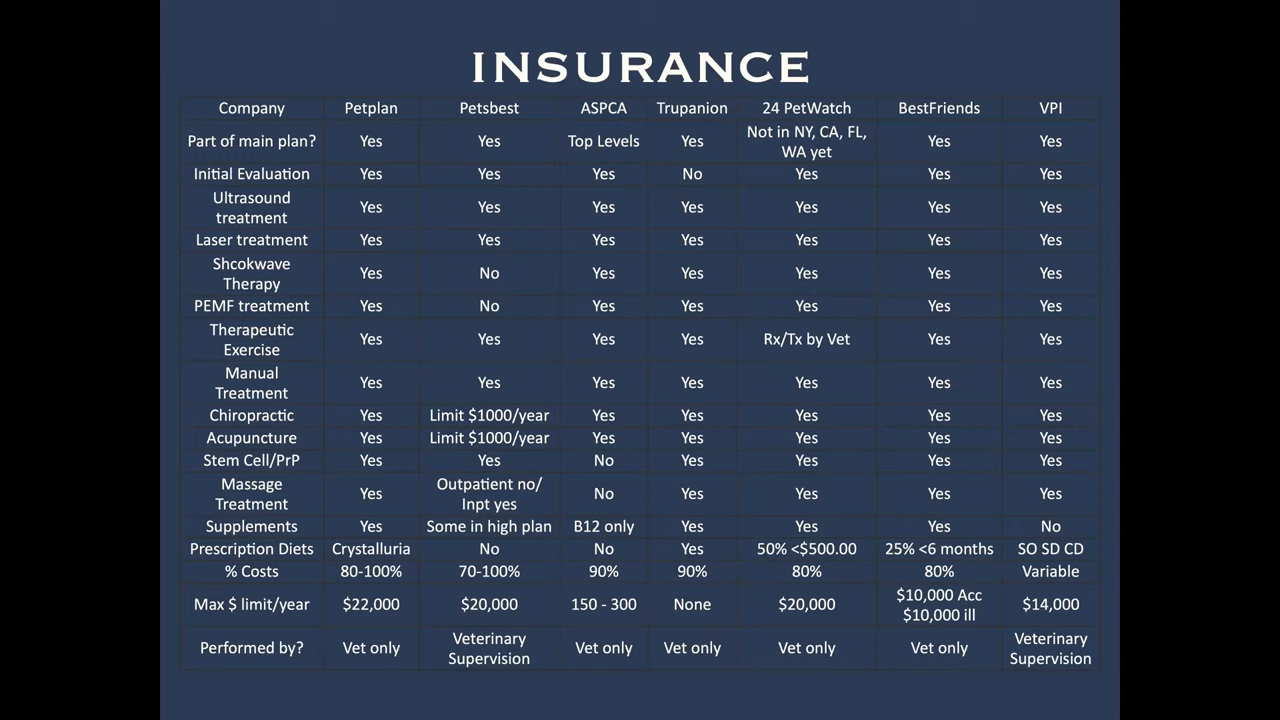 INSURANCE
Company Petplan Petsbest ASPCA Trupanion 24 PetWatch BestFriends VPI
Part of main plan? Yes Yes Top Levels Yes Not in NY, CA, FL, WA yet Yes Yes
Initial Evaluation Yes Yes Yes No Yes Yes Yes
Ultrasound treatment Yes Yes Yes Yes Yes Yes Yes
Laser treatment Yes Yes Yes Yes Yes Yes Yes
Shcokwave Therapy Yes No Yes Yes Yes Yes Yes
PEMF treatment Yes No Yes Yes Yes Yes Yes
Therapeutic Exercise Yes Yes Yes Yes Rx/Tx by Vet Yes Yes
Manual Treatment Yes Yes Yes Yes Yes Yes Yes
Chiropractic Yes Limit $1000/year Yes Yes Yes Yes Yes
Acupuncture Yes Limit $1000/year Yes Yes Yes Yes Yes
Stem Cell/PrP Yes Yes No Yes Yes Yes Yes
Massage Treatment Yes Outpatient no/ Inpt yes No Yes Yes Yes Yes
Supplements Yes Some in high plan B12 only Yes Yes Yes No
Prescription Diets Crystalluria No No Yes 50% <$500.00 25% <6 months SO SD CD
% Costs 80-100% 70-100% 90% 90% 80% 80% Variable
Max $ limit/year $22,000 $20,000 150 - 300 None $20,000 $10,000 Acc $10,000 ill $14,000
Performed by? Vet only Veterinary Supervision Vet only Vet only Vet only Vet only Veterinary Supervision